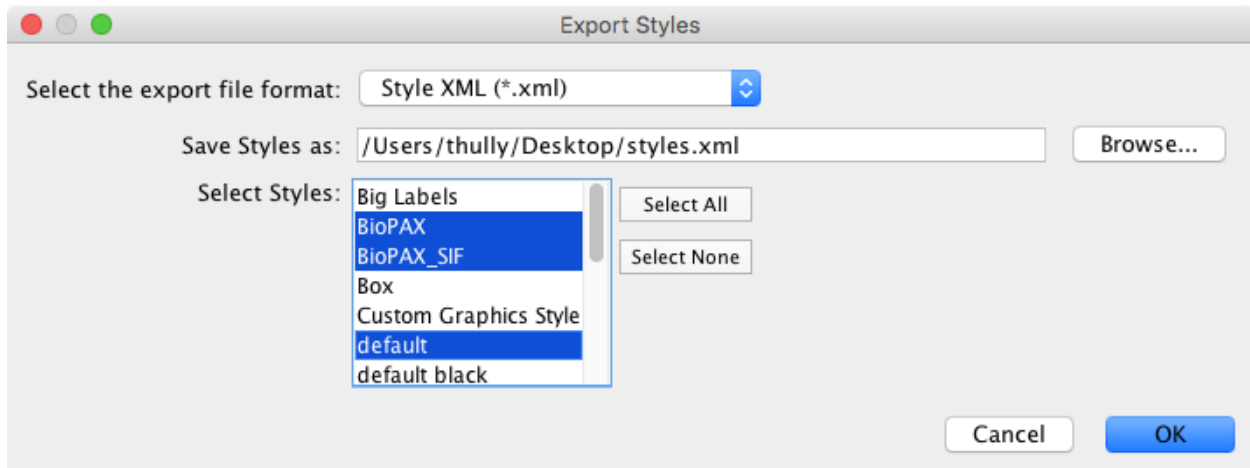 Export Styles
Select the export file format: Style XML (*.xml)
Save Styles as: /Users/thully/Desktop/styles.xml Browse...
Select Styles: Big Labels Select All
BioPAX
BioPAX_SIF Select None
Box
Custom Graphics Style
default
default black
Cancel OK